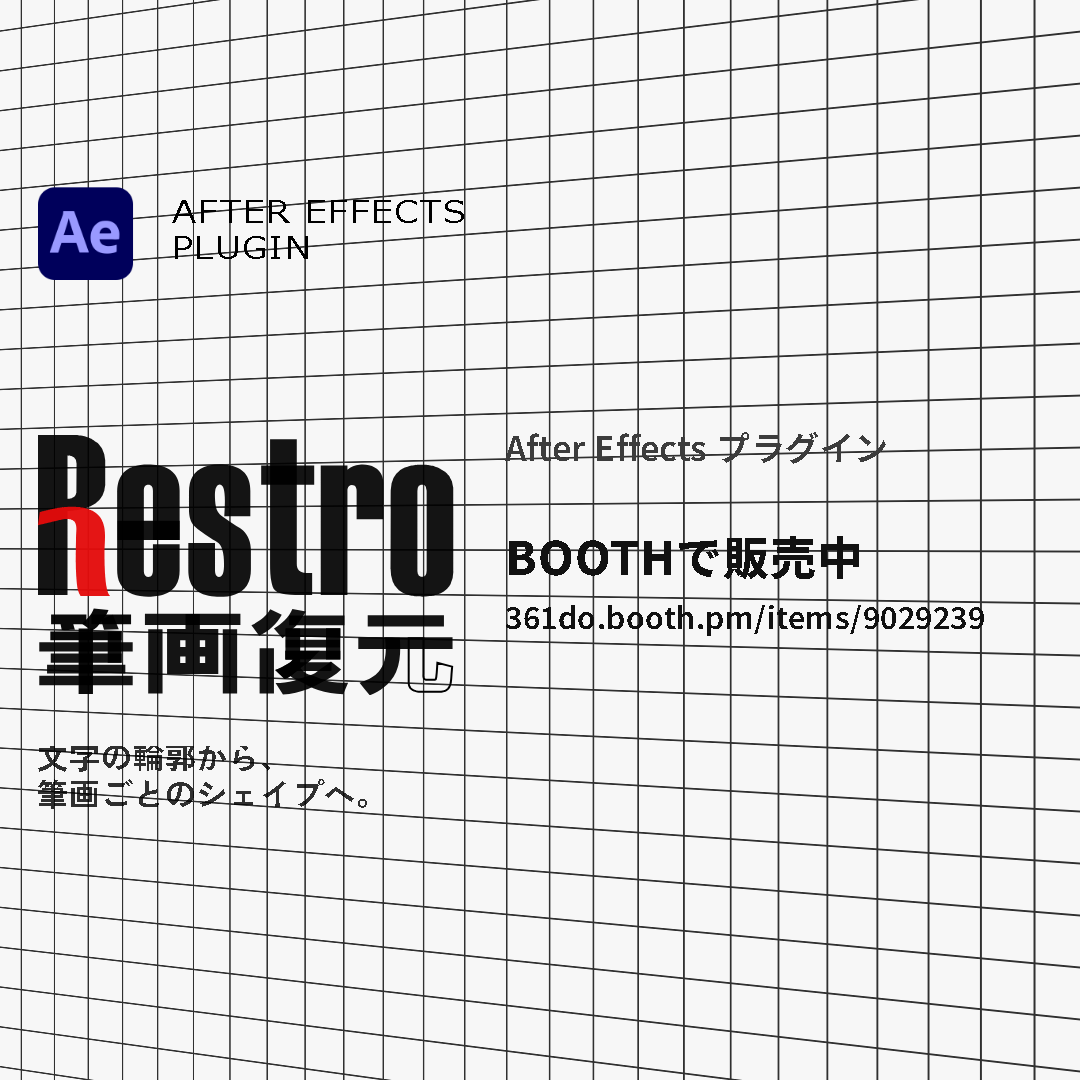 Ae
AFTER EFFECTS
PLUGIN
Restro
筆画復元
文字の輪郭から、
筆画ごとのシェイプへ。
After Effects プラグイン
BOOTHで販売中
361do.booth.pm/items/9029239